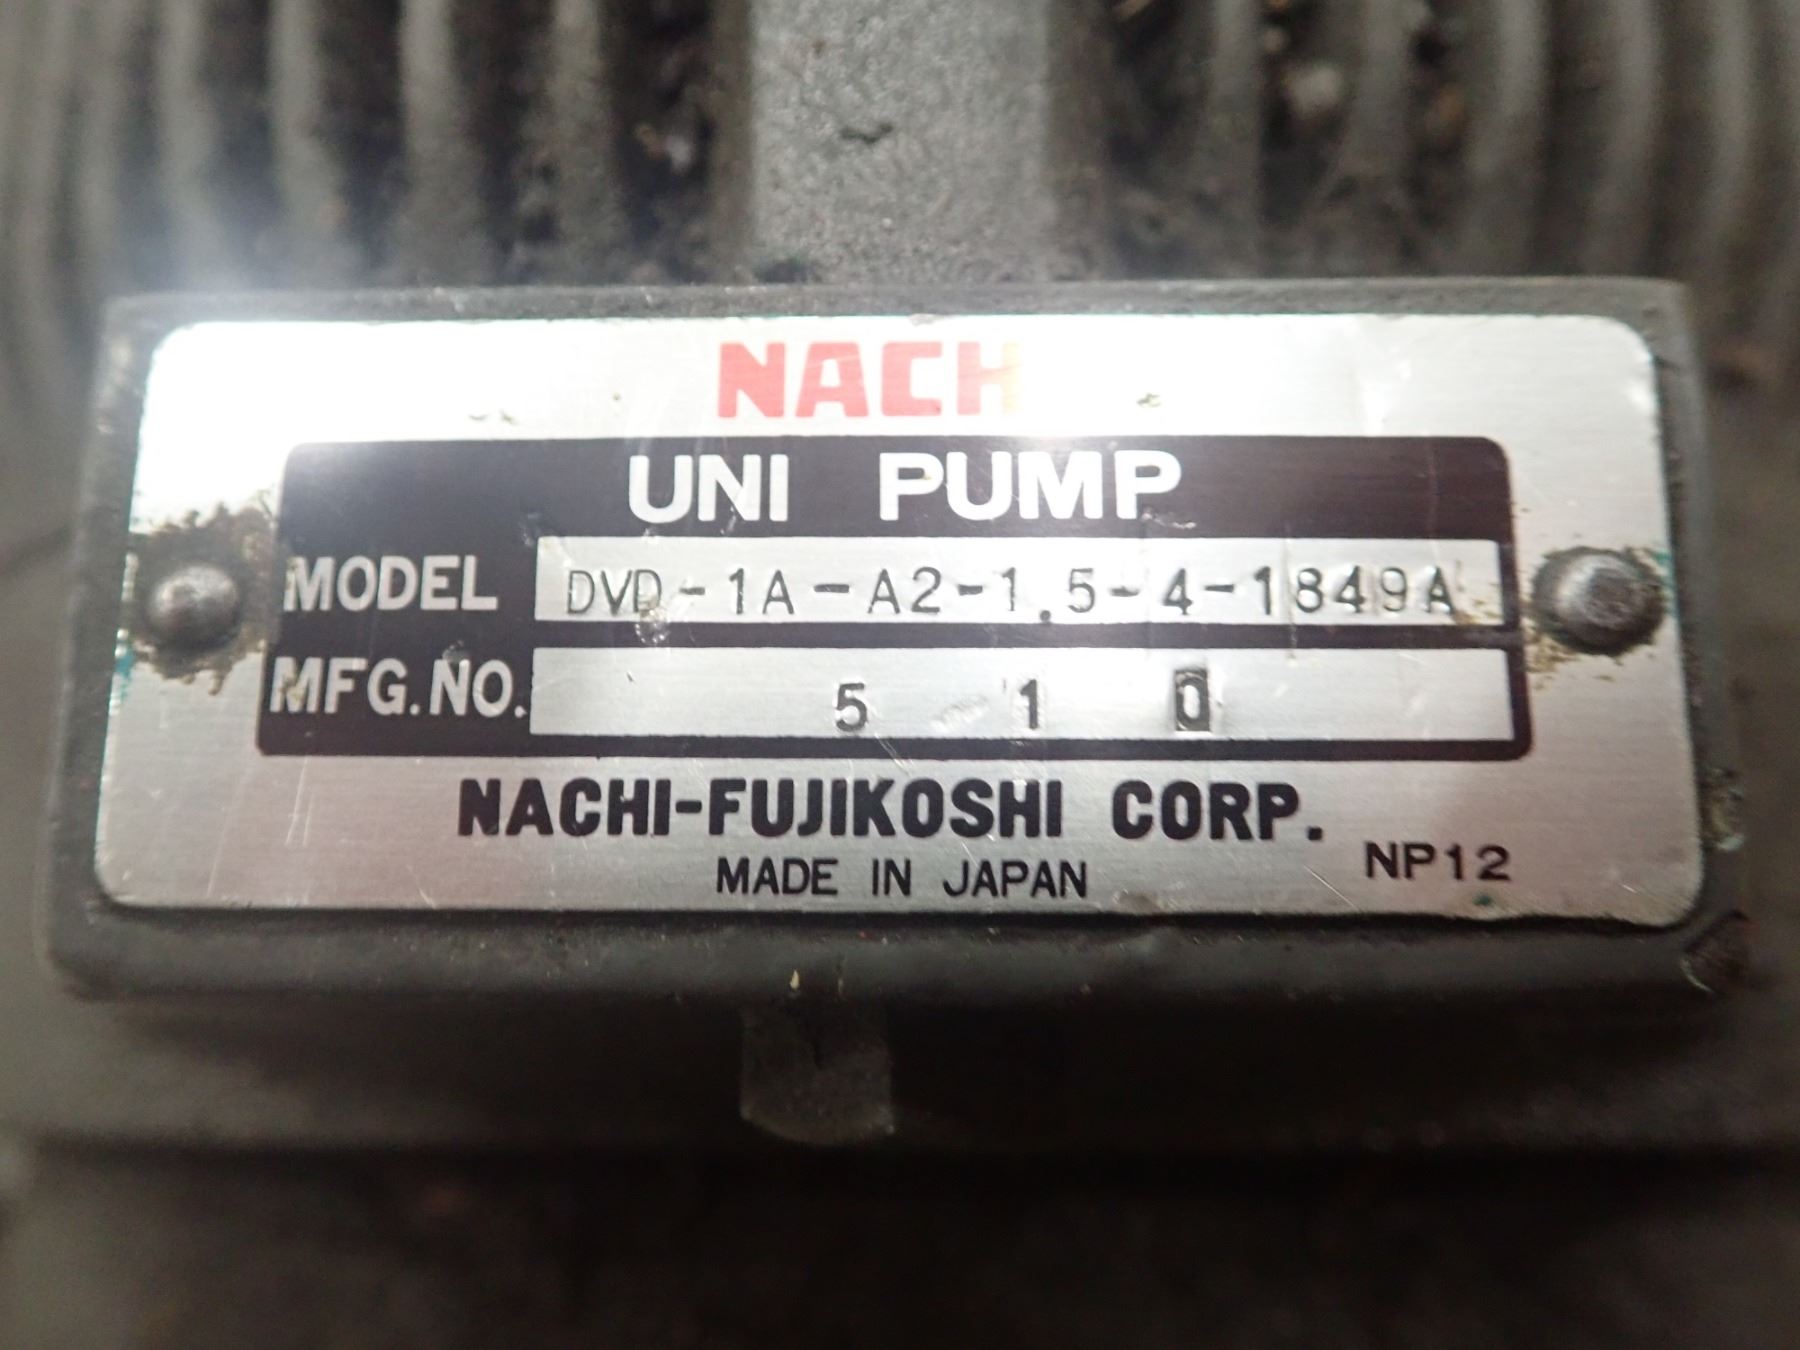 NACH
UNI PUMP
MODEL DVD-1A-A2-1.5-4-1849A
MFG.NO. 5 1 0
NACHI-FUJIKOSHI CORP.
MADE IN JAPAN NP12